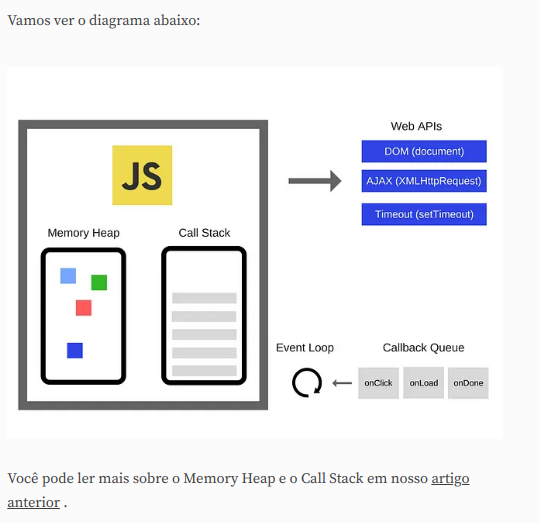 Vamos ver o diagrama abaixo:
JS
Memory Heap
Call Stack
Web APIs
DOM (document)
AJAX (XMLHttpRequest)
Timeout (setTimeout)
Event Loop
Callback Queue
onClick
onLoad
onDone
Você pode ler mais sobre o Memory Heap e o Call Stack em nosso artigo
anterior .